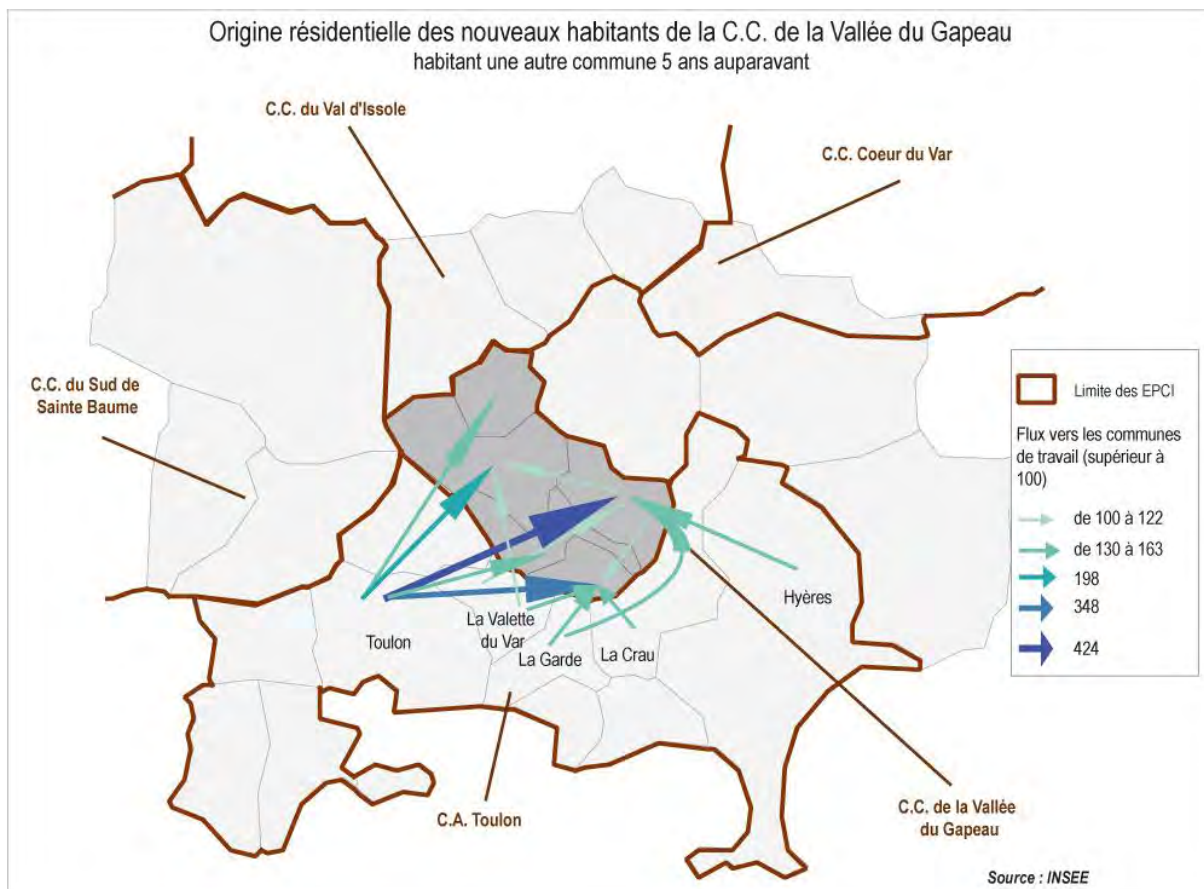 Origine résidentielle des nouveaux habitants de la C.C. de la Vallée du Gapeau
habitant une autre commune 5 ans auparavant
C.C. du Val d'Issole
C.C. Coeur du Var
C.C. du Sud de
Sainte Baume
Limite des EPCI
Flux vers les communes
de travail (supérieur à
100)
de 100 à 122
de 130 à 163
198
348
424
Hyères
La Valette
du Var
Toulon
La Garde
La Crau
C.A. Toulon
C.C. de la Vallée
du Gapeau
Source : INSEE